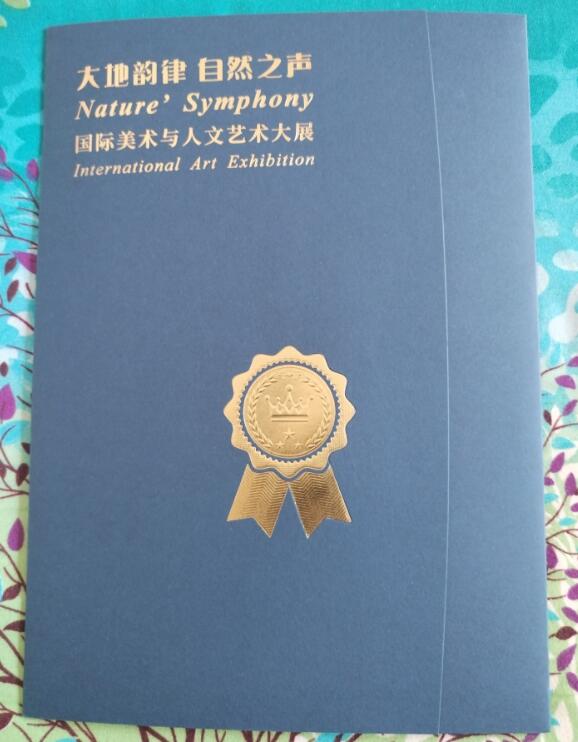 大地韵律 自然之声
Nature' Symphony
国际美术与人文艺术大展
International Art Exhibition